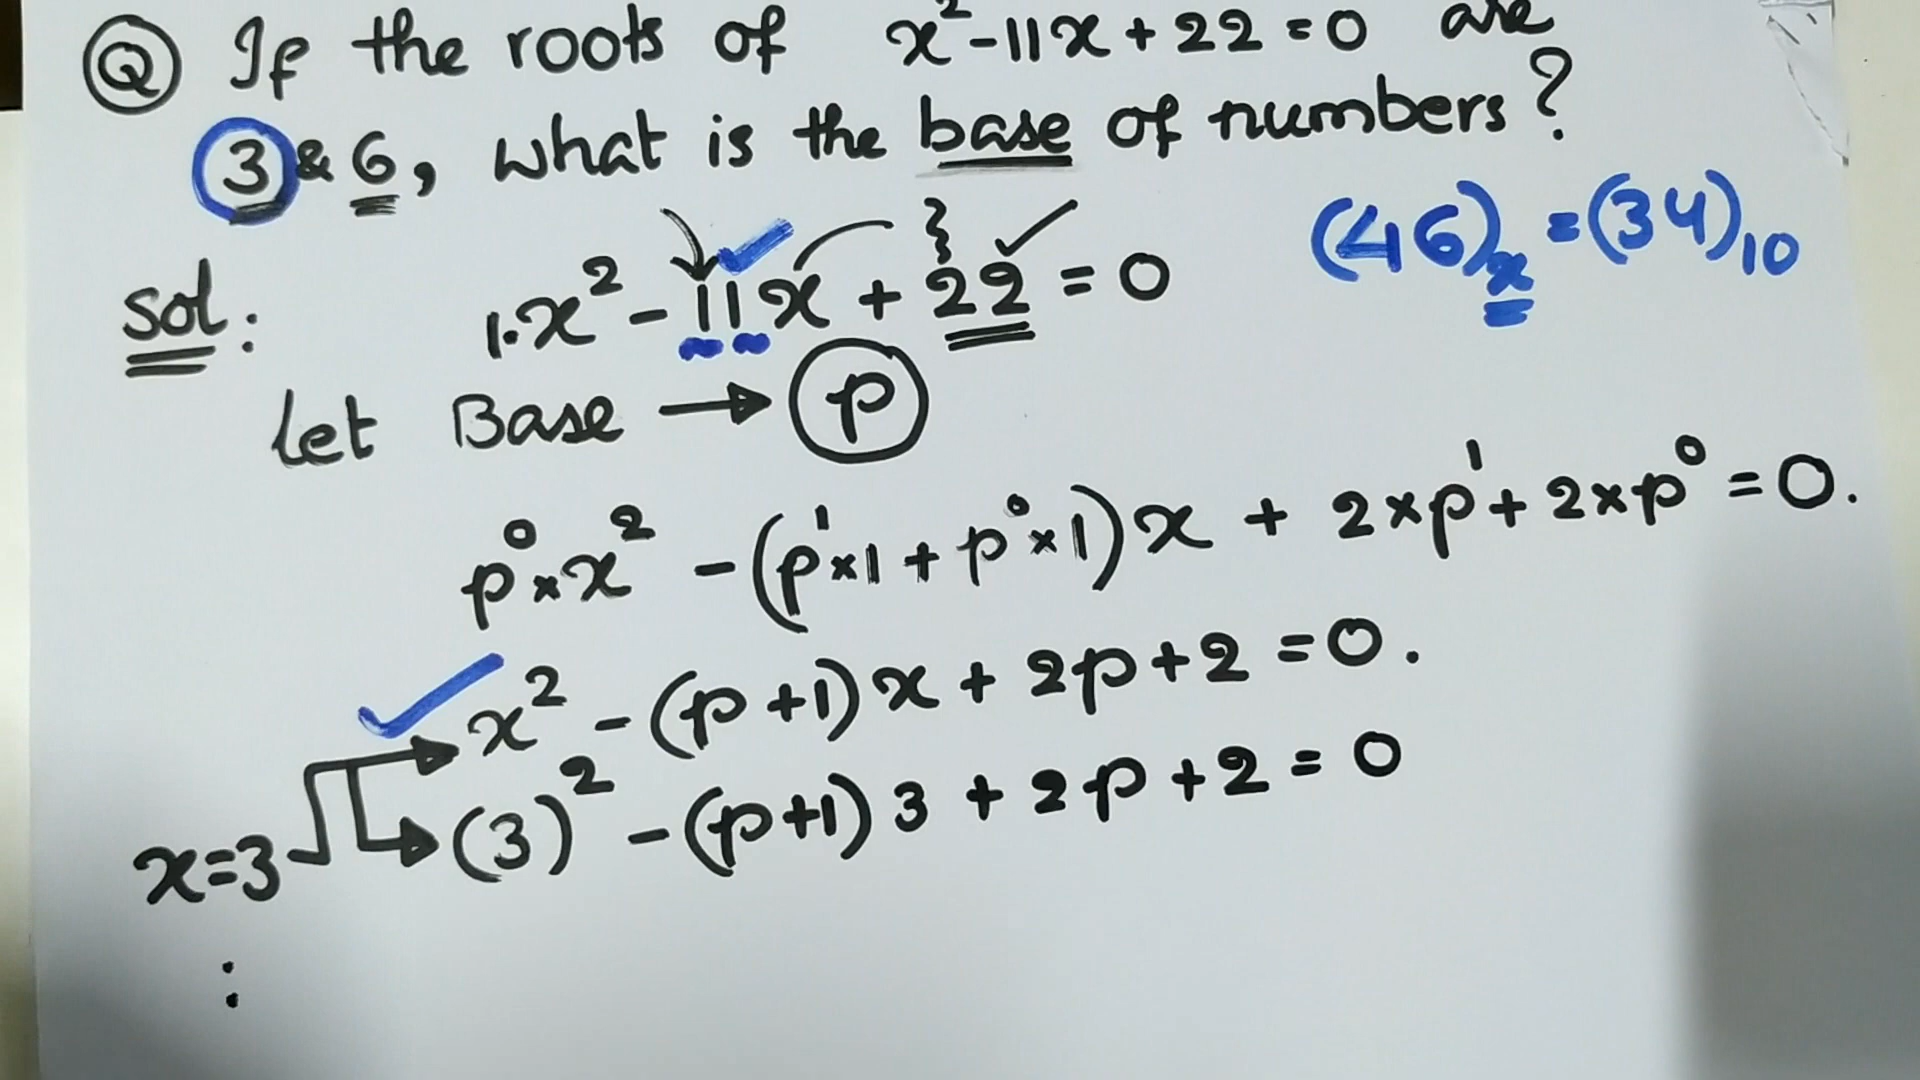 Q If the roots of x²-11x+22=0 are
3 & 6, what is the base of numbers?
(46)x = (34)10
Sol: 1.x² - 11x + 22 = 0
Let Base → p
p⁰×x² - (p¹×1 + p⁰×1)x + 2×p¹ + 2×p⁰ = 0.
x² - (p+1)x + 2p+2 = 0.
x=3 (3)² - (p+1)3 + 2p+2 = 0